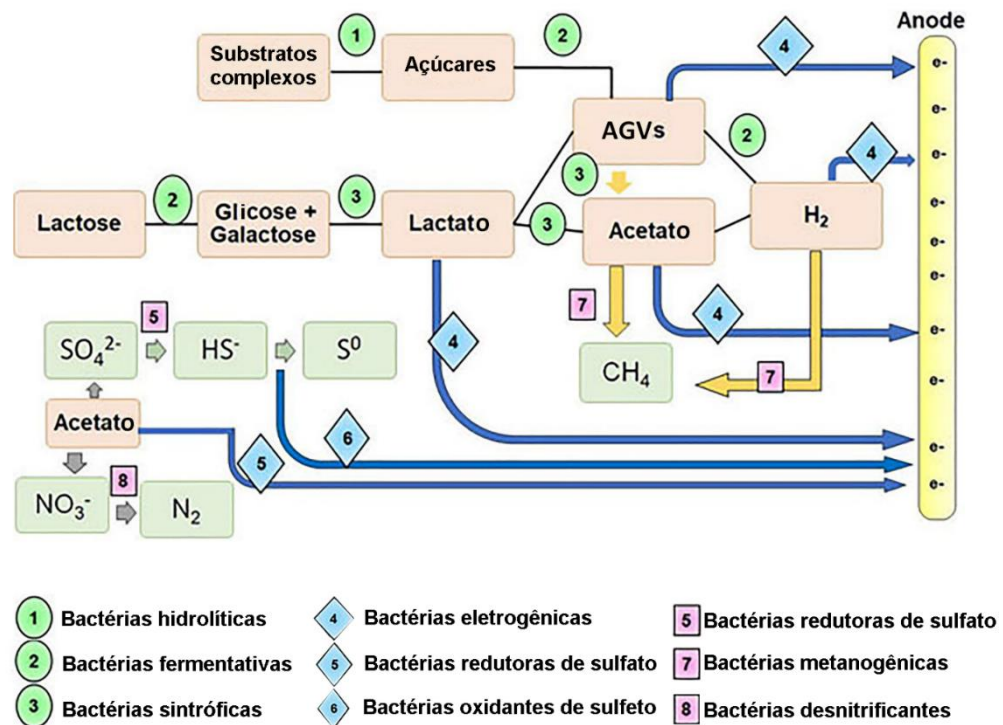 Anode
1
2
4
Substratos
complexos
Açúcares
e-
e-
AGVs
2
4
e-
3
2
3
3
e-
Lactose
Glicose +
Galactose
Lactato
Acetato
H₂
e-
e-
5
7
4
4
e-
SO₄²⁻
HS⁻
S⁰
CH₄
7
e-
Acetato
6
e-
8
5
e-
NO₃⁻
N₂
1 Bactérias hidrolíticas
2 Bactérias fermentativas
3 Bactérias sintróficas
4 Bactérias eletrogênicas
5 Bactérias redutoras de sulfato
6 Bactérias oxidantes de sulfeto
5 Bactérias redutoras de sulfato
7 Bactérias metanogênicas
8 Bactérias desnitrificantes